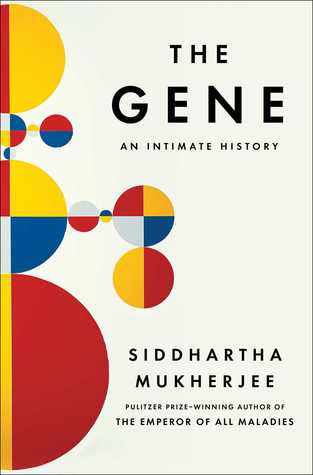 THE
GENE
AN INTIMATE HISTORY
SIDDHARTHA
MUKHERJEE
PULITZER PRIZE–WINNING AUTHOR OF
THE EMPEROR OF ALL MALADIES